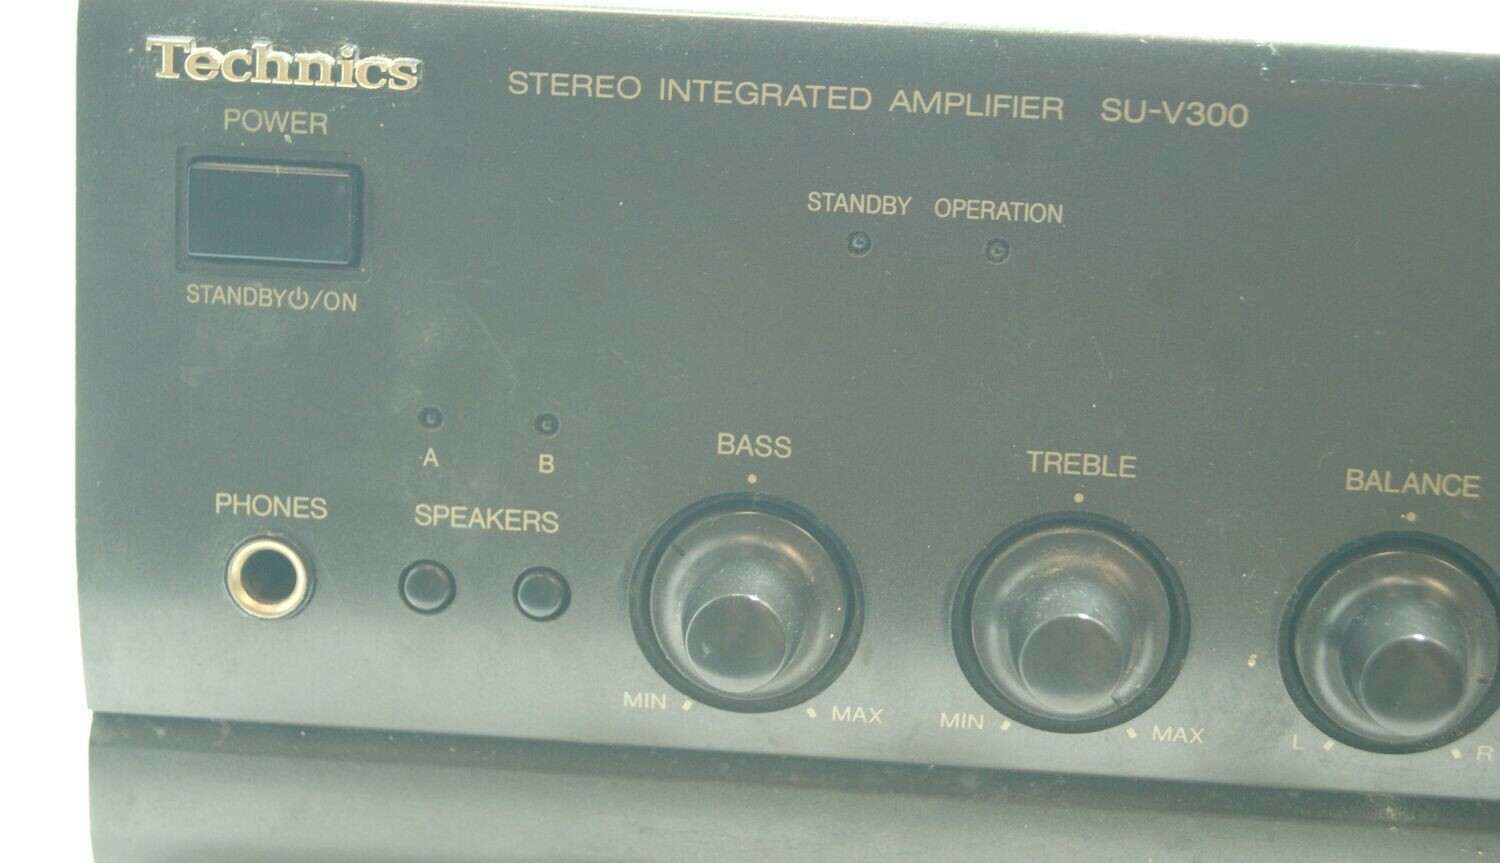 Technics
STEREO INTEGRATED AMPLIFIER SU-V300
POWER
STANDBY⏻/ON
STANDBY OPERATION
A B
PHONES
SPEAKERS
BASS
MIN MAX
TREBLE
MIN MAX
BALANCE
L R